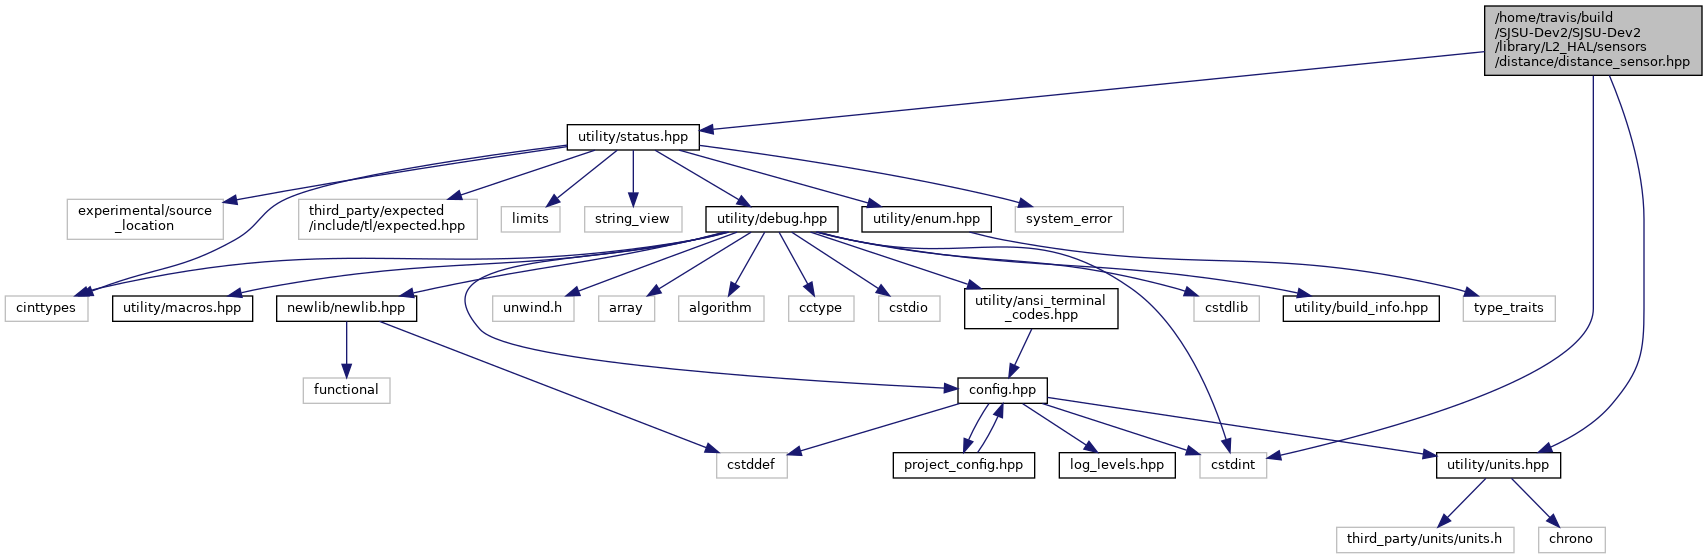 /home/travis/build
/SJSU-Dev2/SJSU-Dev2
/library/L2_HAL/sensors
/distance/distance_sensor.hpp
utility/status.hpp
experimental/source
_location
third_party/expected
/include/tl/expected.hpp
limits
string_view
utility/debug.hpp
utility/enum.hpp
system_error
cinttypes
utility/macros.hpp
newlib/newlib.hpp
unwind.h
array
algorithm
cctype
cstdio
utility/ansi_terminal
_codes.hpp
cstdlib
utility/build_info.hpp
type_traits
functional
config.hpp
cstddef
project_config.hpp
log_levels.hpp
cstdint
utility/units.hpp
third_party/units/units.h
chrono